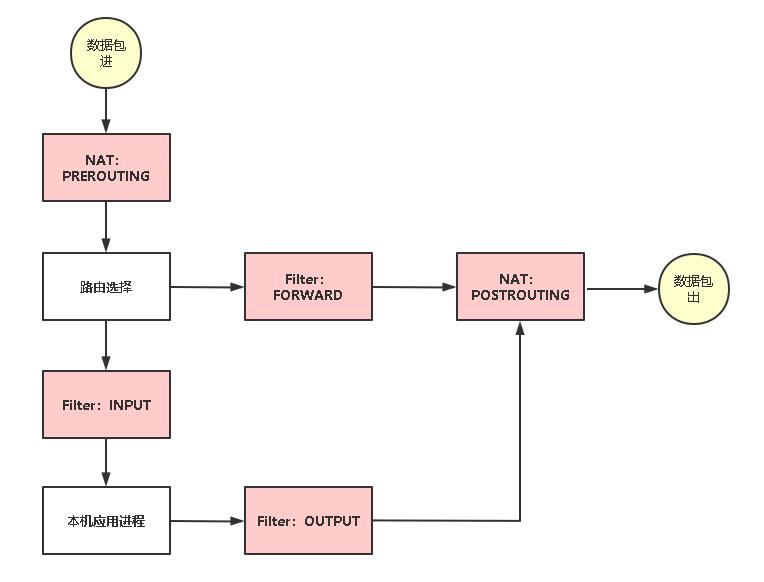 数据包
进
NAT：
PREROUTING
路由选择
Filter：
FORWARD
NAT：
POSTROUTING
数据包
出
Filter：INPUT
本机应用进程
Filter：OUTPUT